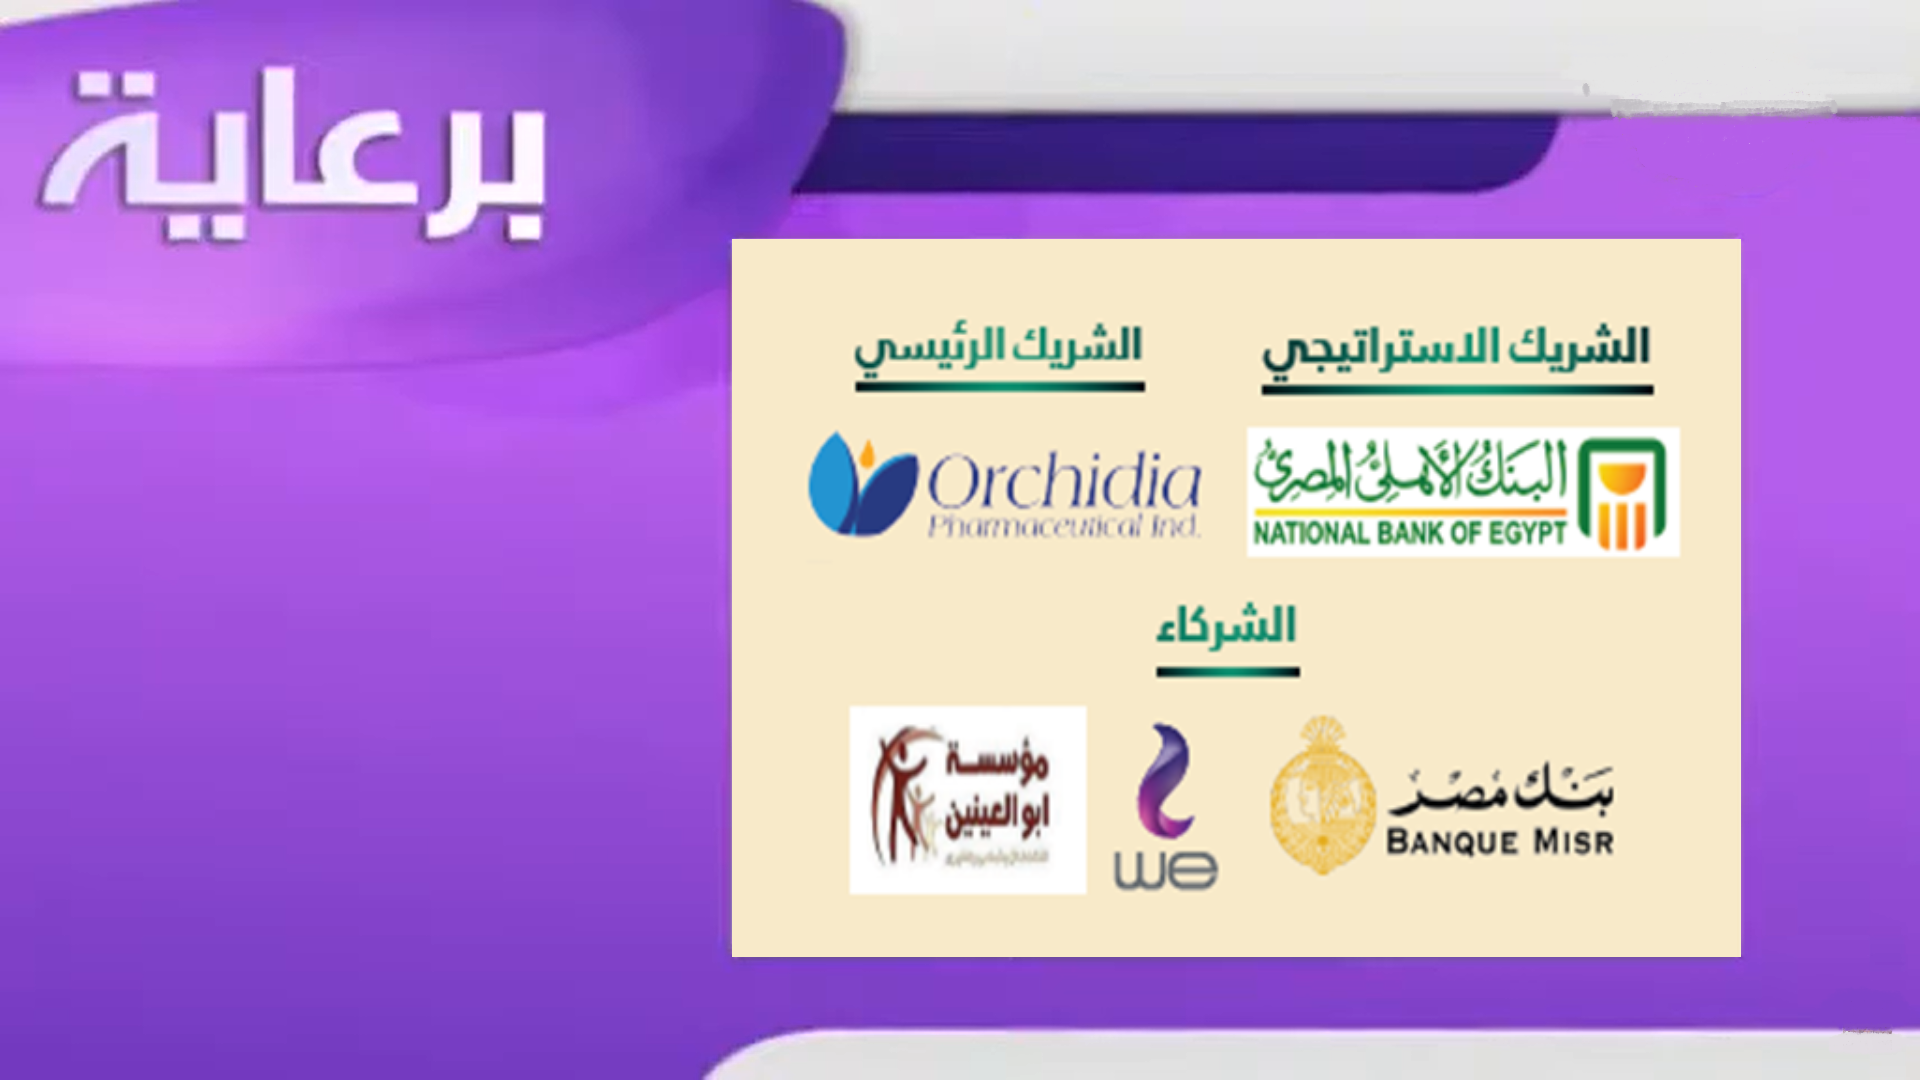 برعاية
الشريك الاستراتيجي
البنك الأهلي المصري
NATIONAL BANK OF EGYPT
الشريك الرئيسي
Orchidia
Pharmaceutical Ind.
الشركاء
بنك مصر
BANQUE MISR
we
مؤسسة
ابو العينين